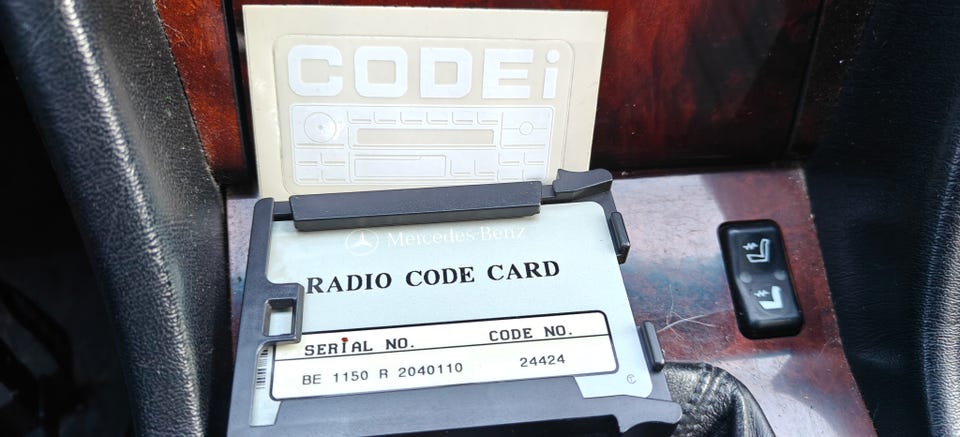 CODEi
Mercedes-Benz
RADIO CODE CARD
SERIAL NO. CODE NO.
BE 1150 R 2040110 24424